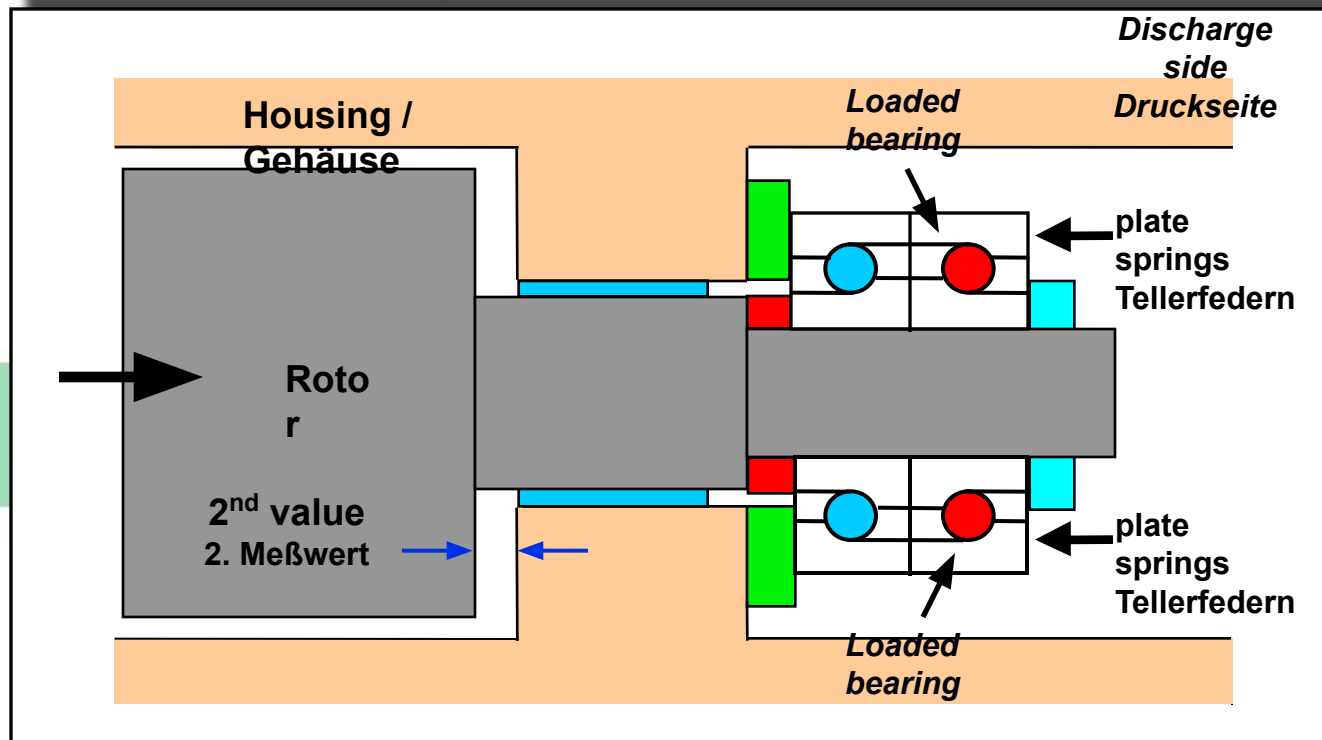 Discharge
side
Druckseite
Housing /
Gehäuse
Loaded
bearing
plate
springs
Tellerfedern
Roto
r
2nd value
2. Meßwert
plate
springs
Tellerfedern
Loaded
bearing